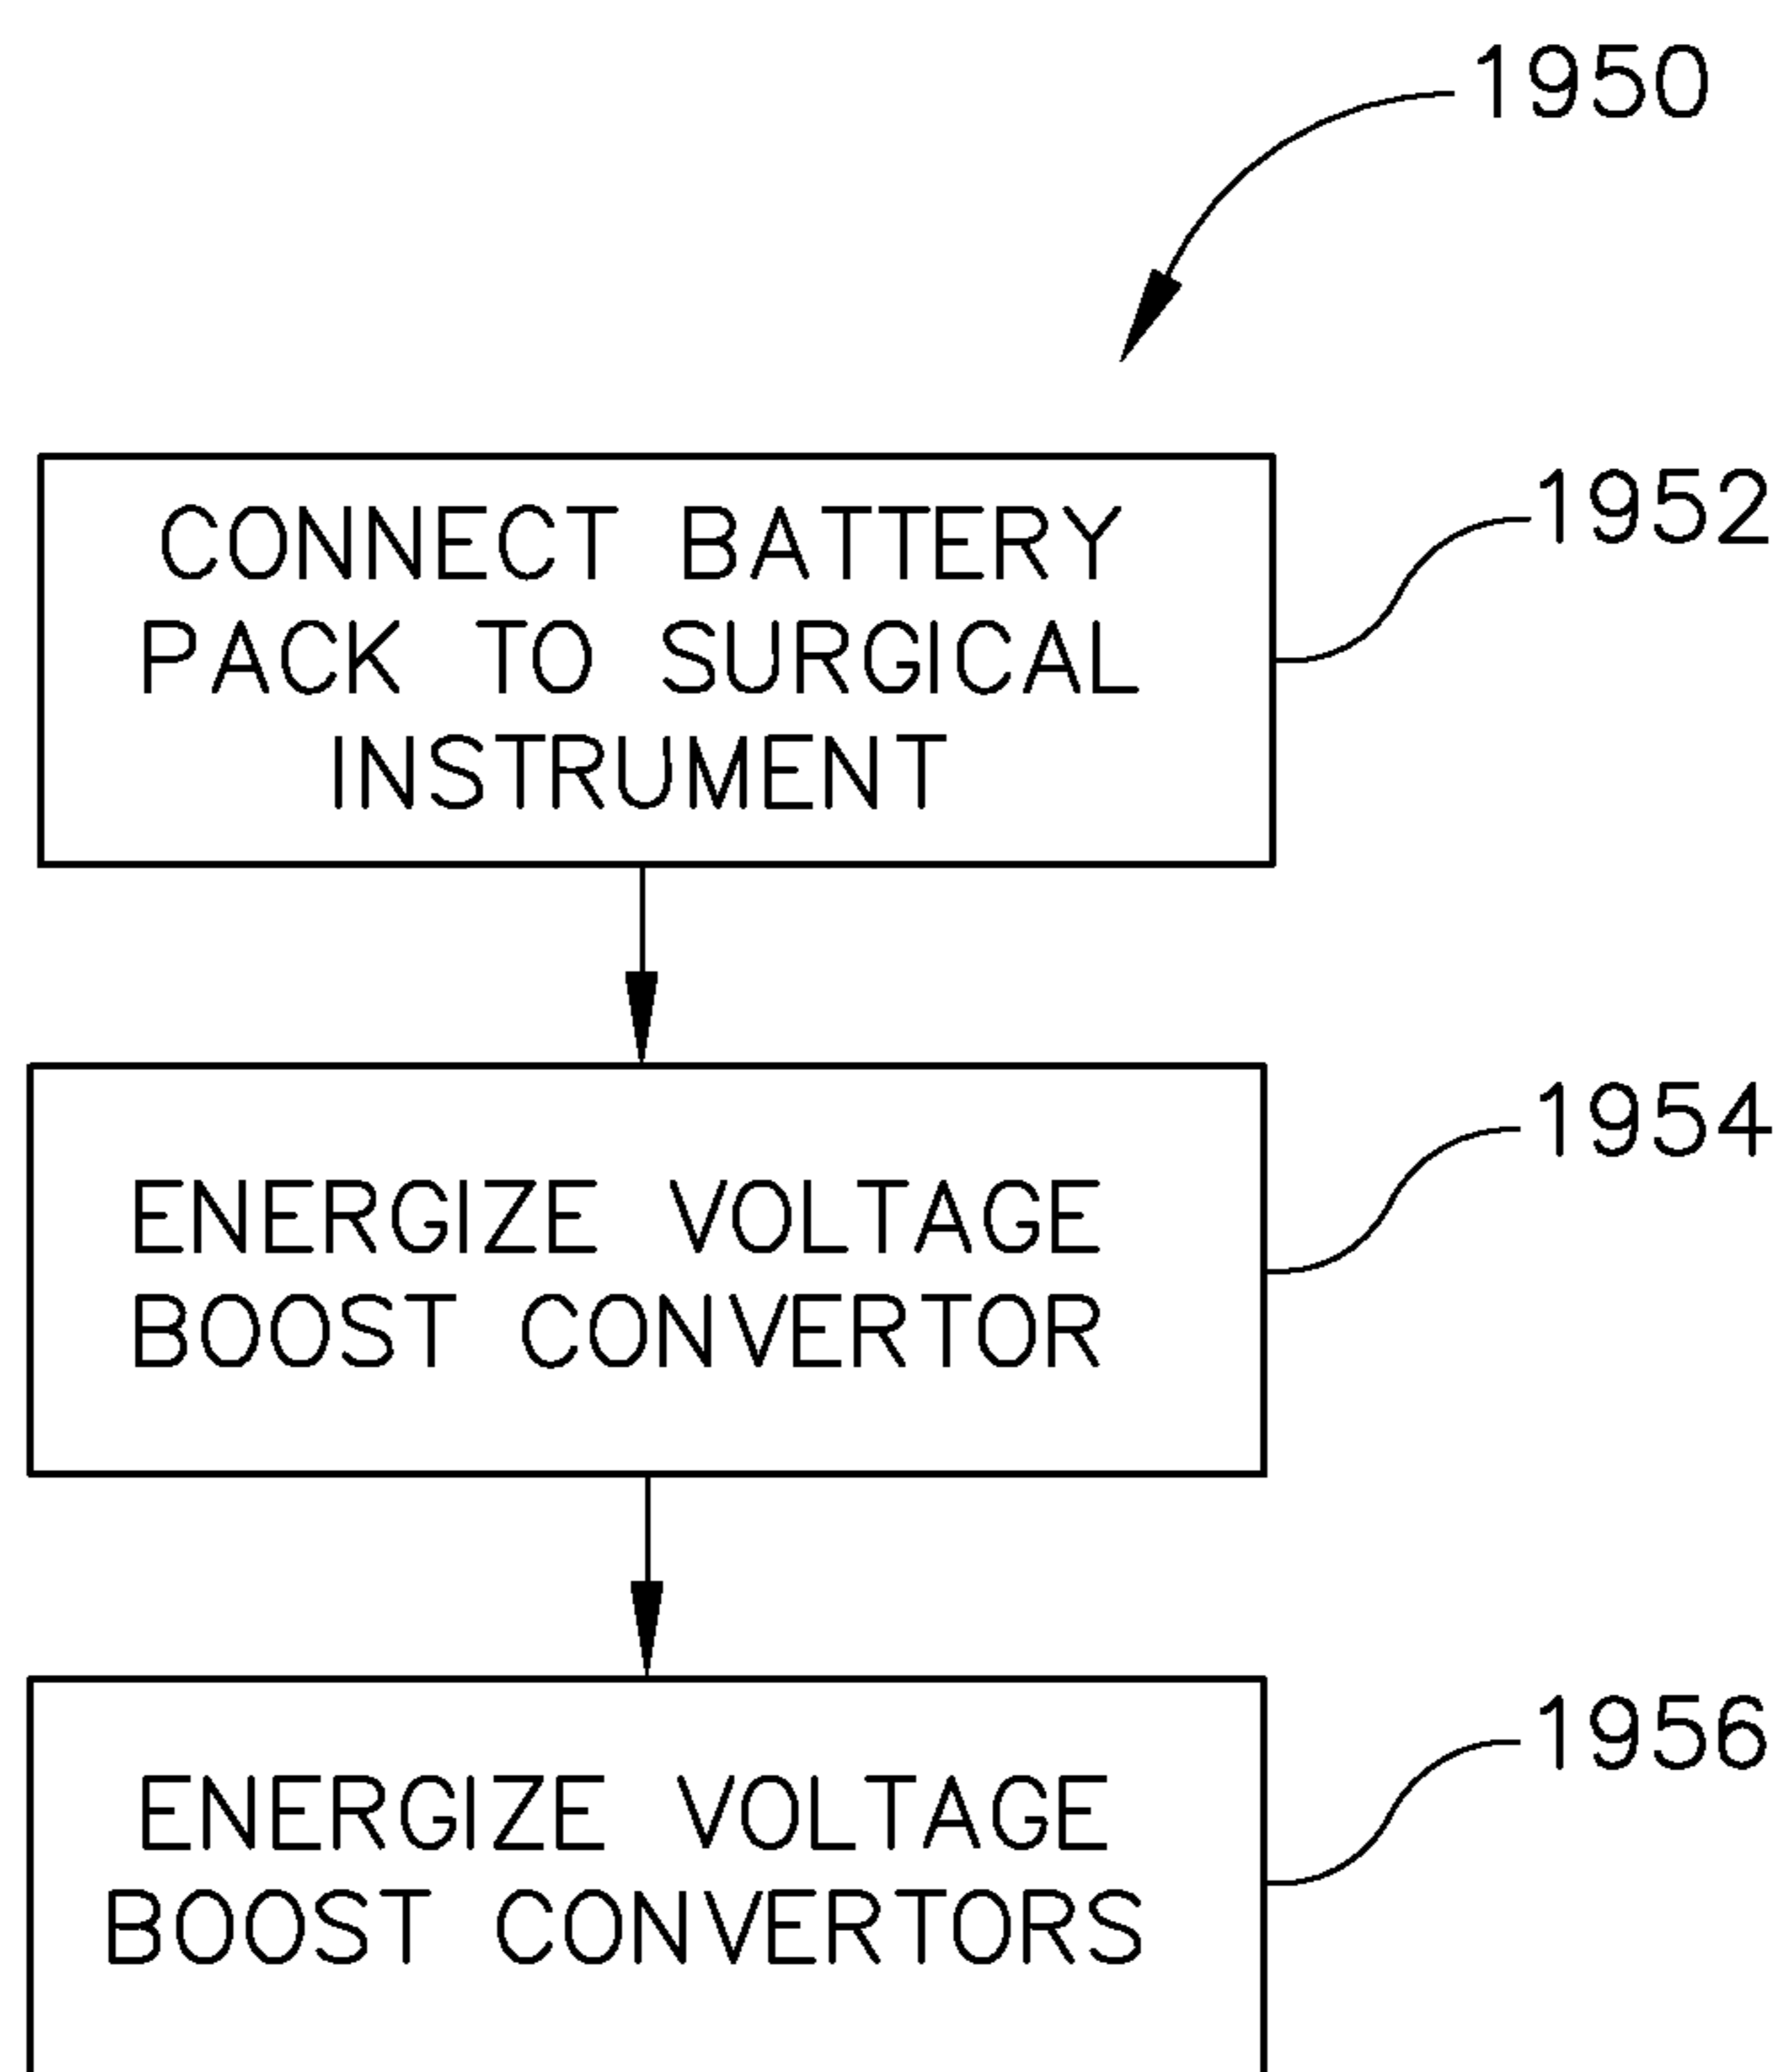 1950
CONNECT BATTERY
PACK TO SURGICAL
INSTRUMENT
1952
ENERGIZE VOLTAGE
BOOST CONVERTOR
1954
ENERGIZE VOLTAGE
BOOST CONVERTORS
1956